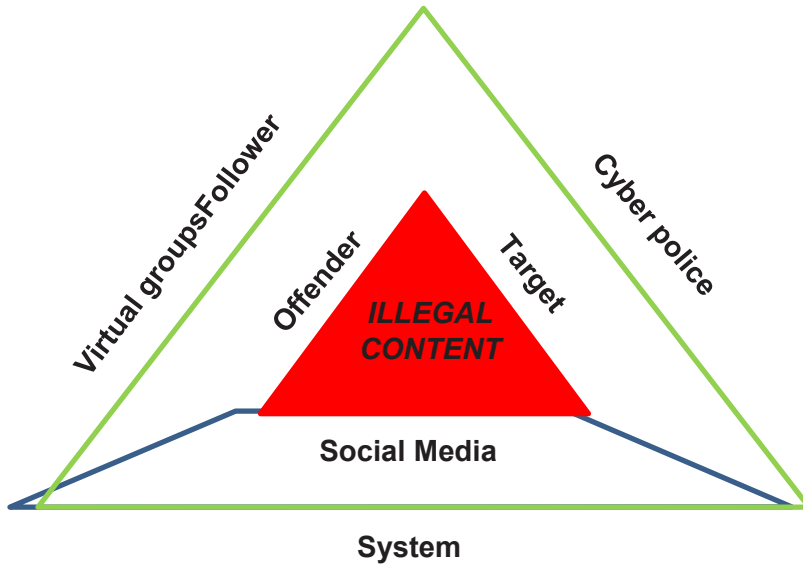 Virtual groupsFollower
Cyber police
Offender
Target
ILLEGAL
CONTENT
Social Media
System